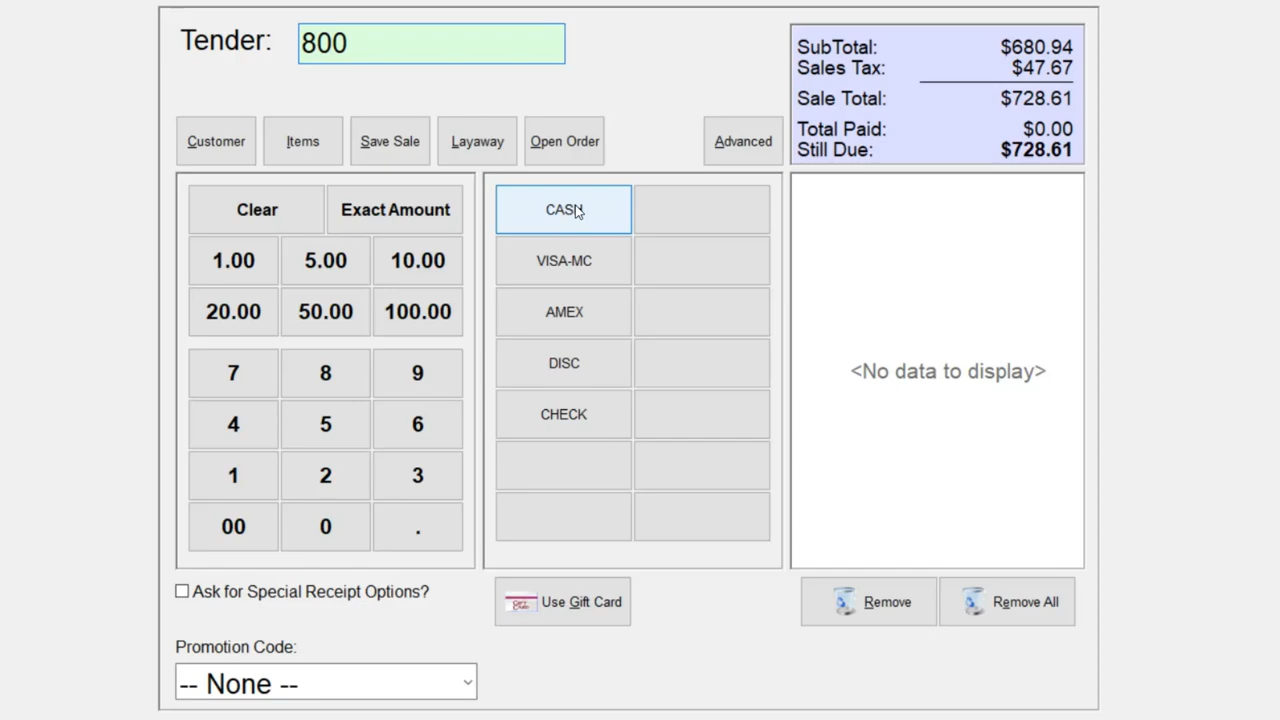 Tender: 800
SubTotal: $680.94
Sales Tax: $47.67
Sale Total: $728.61
Total Paid: $0.00
Still Due: $728.61
Customer Items Save Sale Layaway Open Order Advanced
Clear Exact Amount
1.00 5.00 10.00
20.00 50.00 100.00
7 8 9
4 5 6
1 2 3
00 0 .
CASH
VISA-MC
AMEX
DISC
CHECK
<No data to display>
Ask for Special Receipt Options?
Use Gift Card
Remove Remove All
Promotion Code:
-- None --